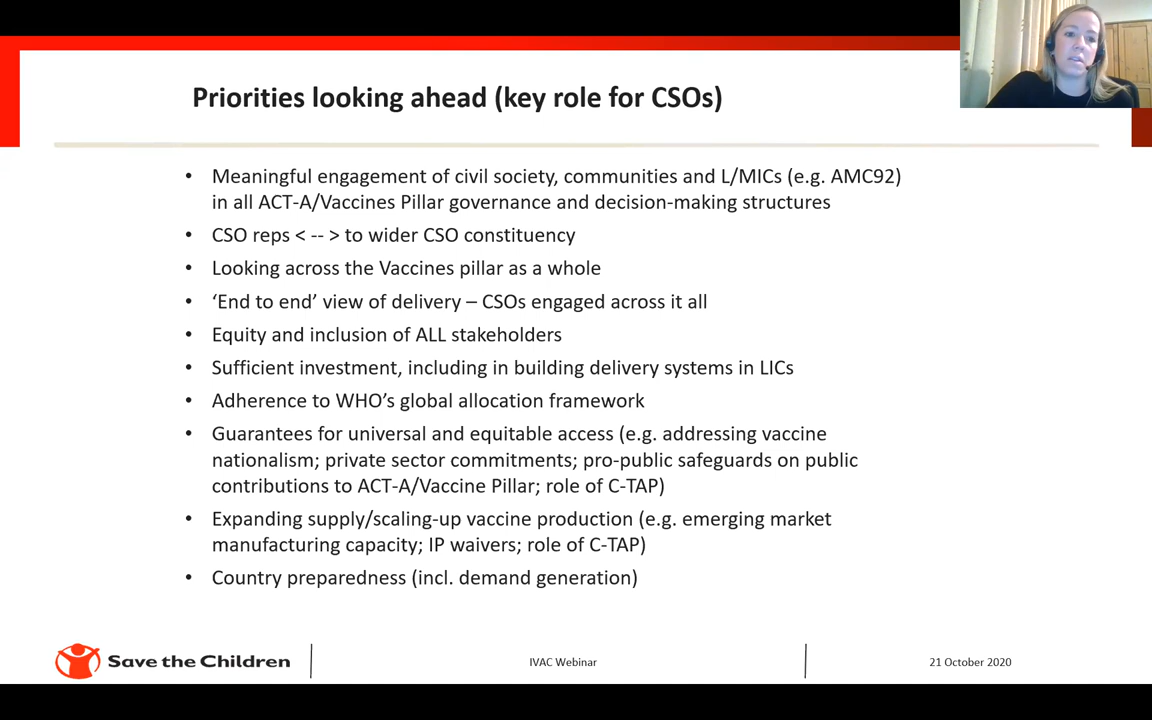 Priorities looking ahead (key role for CSOs)
• Meaningful engagement of civil society, communities and L/MICs (e.g. AMC92)
in all ACT-A/Vaccines Pillar governance and decision-making structures
• CSO reps < -- > to wider CSO constituency
• Looking across the Vaccines pillar as a whole
• ‘End to end’ view of delivery – CSOs engaged across it all
• Equity and inclusion of ALL stakeholders
• Sufficient investment, including in building delivery systems in LICs
• Adherence to WHO’s global allocation framework
• Guarantees for universal and equitable access (e.g. addressing vaccine
nationalism; private sector commitments; pro-public safeguards on public
contributions to ACT-A/Vaccine Pillar; role of C-TAP)
• Expanding supply/scaling-up vaccine production (e.g. emerging market
manufacturing capacity; IP waivers; role of C-TAP)
• Country preparedness (incl. demand generation)
Save the Children
IVAC Webinar
21 October 2020